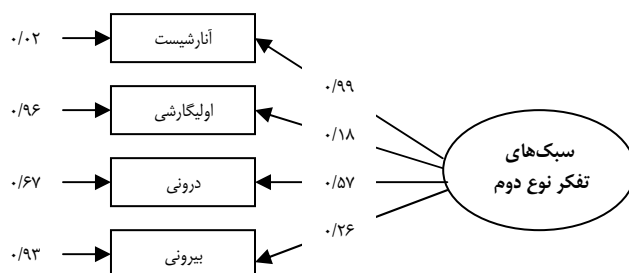 آنارشیست
۰/۰۲
۰/۹۹
اولیگارشی
۰/۹۶
۰/۱۸
سبک‌های
تفکر نوع دوم
درونی
۰/۶۷
۰/۵۷
۰/۲۶
بیرونی
۰/۹۳